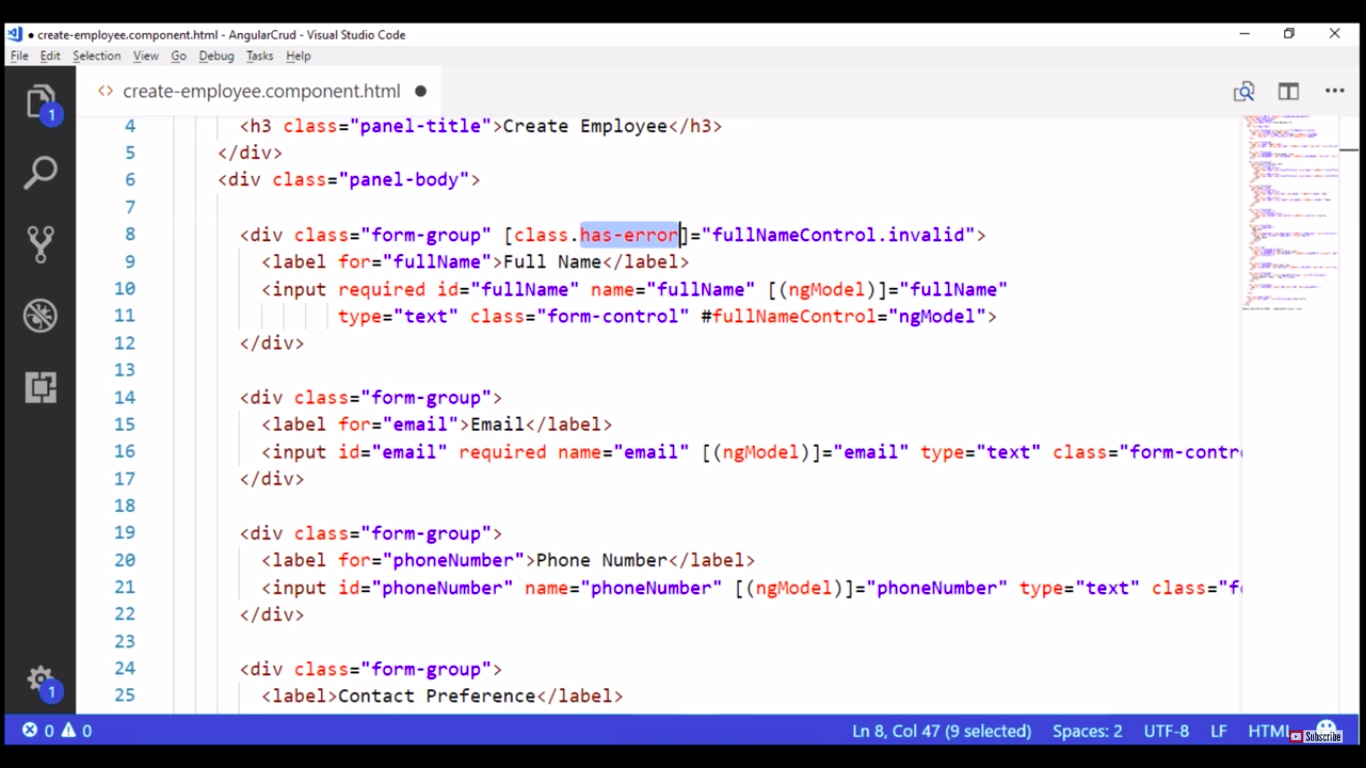 create-employee.component.html - AngularCrud - Visual Studio Code
File Edit Selection View Go Debug Tasks Help
<> create-employee.component.html
1
4 <h3 class="panel-title">Create Employee</h3>
5 </div>
6 <div class="panel-body">
7
8 <div class="form-group" [class.has-error]="fullNameControl.invalid">
9 <label for="fullName">Full Name</label>
10 <input required id="fullName" name="fullName" [(ngModel)]="fullName"
11 type="text" class="form-control" #fullNameControl="ngModel">
12 </div>
13
14 <div class="form-group">
15 <label for="email">Email</label>
16 <input id="email" required name="email" [(ngModel)]="email" type="text" class="form-contr
17 </div>
18
19 <div class="form-group">
20 <label for="phoneNumber">Phone Number</label>
21 <input id="phoneNumber" name="phoneNumber" [(ngModel)]="phoneNumber" type="text" class="f
22 </div>
23
24 <div class="form-group">
25 <label>Contact Preference</label>
1
0 0 Ln 8, Col 47 (9 selected) Spaces: 2 UTF-8 LF HTML
Subscribe